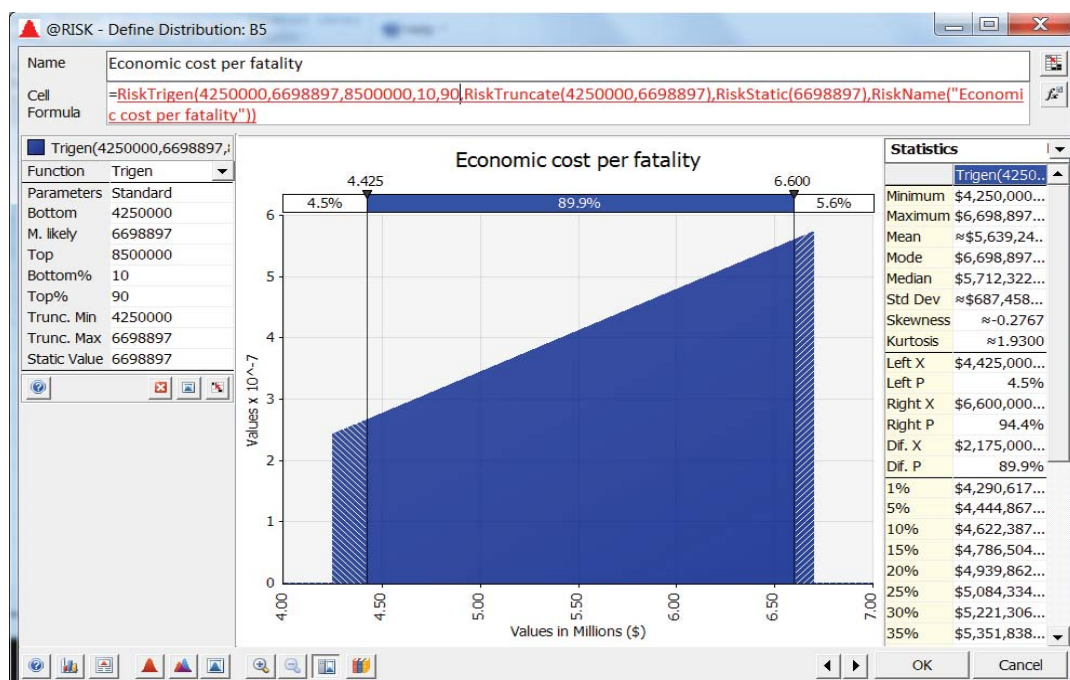 @RISK - Define Distribution: B5
Name Economic cost per fatality
Cell Formula
=RiskTrigen(4250000,6698897,8500000,10,90,RiskTruncate(4250000,6698897),RiskStatic(6698897),RiskName("Economi
c cost per fatality"))
Trigen(4250000,6698897,
Function Trigen
Parameters Standard
Bottom 4250000
M. likely 6698897
Top 8500000
Bottom% 10
Top% 90
Trunc. Min 4250000
Trunc. Max 6698897
Static Value 6698897
Economic cost per fatality
4.425 6.600
4.5% 89.9% 5.6%
6
5
4
3
2
1
0
Values x 10^-7
4.00 4.50 5.00 5.50 6.00 6.50 7.00
Values in Millions ($)
Statistics
Trigen(4250...
Minimum $4,250,000...
Maximum $6,698,897...
Mean ≈$5,639,24..
Mode $6,698,897...
Median $5,712,322...
Std Dev ≈$687,458...
Skewness ≈-0.2767
Kurtosis ≈1.9300
Left X $4,425,000...
Left P 4.5%
Right X $6,600,000...
Right P 94.4%
Dif. X $2,175,000...
Dif. P 89.9%
1% $4,290,617...
5% $4,444,867...
10% $4,622,387...
15% $4,786,504...
20% $4,939,862...
25% $5,084,334...
30% $5,221,306...
35% $5,351,838...
OK Cancel